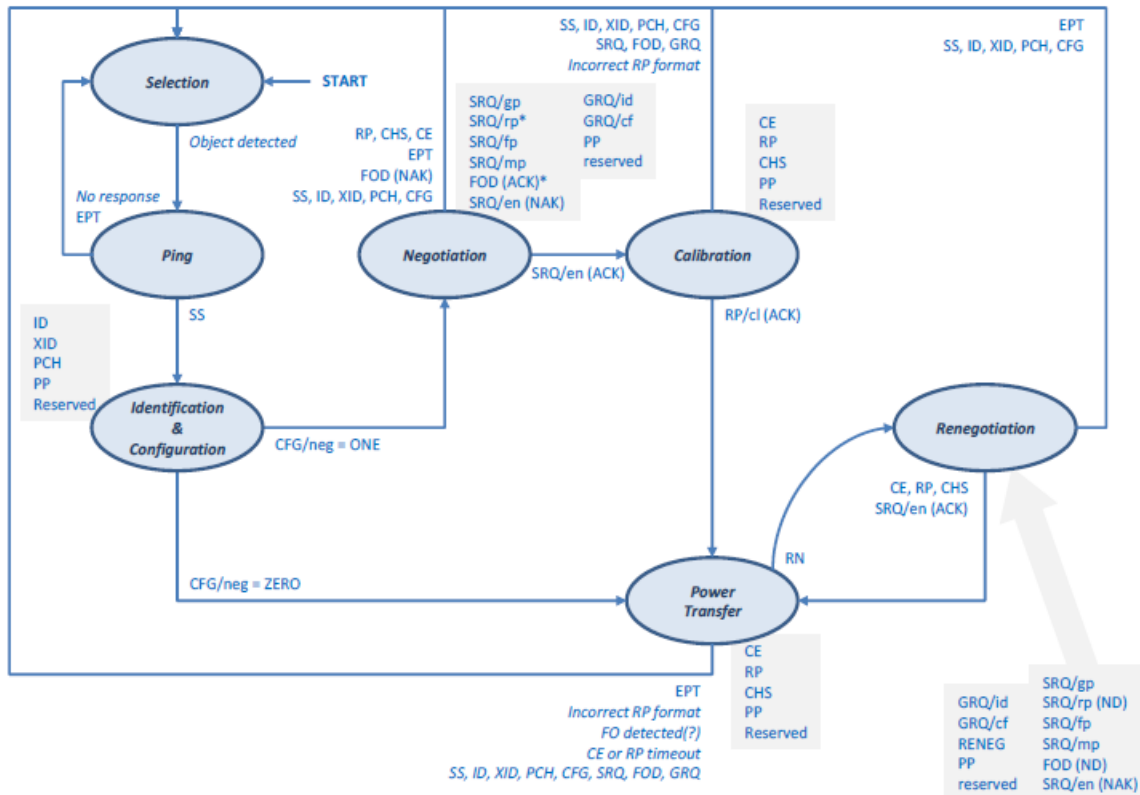 SS, ID, XID, PCH, CFG
SRQ, FOD, GRQ
Incorrect RP format
EPT
SS, ID, XID, PCH, CFG
Selection
START
Object detected
No response
EPT
RP, CHS, CE
EPT
FOD (NAK)
SS, ID, XID, PCH, CFG
SRQ/gp
SRQ/rp*
SRQ/fp
SRQ/mp
FOD (ACK)*
SRQ/en (NAK)
GRQ/id
GRQ/cf
PP
reserved
CE
RP
CHS
PP
Reserved
Ping
Negotiation
SRQ/en (ACK)
Calibration
SS
RP/cl (ACK)
ID
XID
PCH
PP
Reserved
Identification
&
Configuration
CFG/neg = ONE
Renegotiation
CE, RP, CHS
SRQ/en (ACK)
RN
CFG/neg = ZERO
Power
Transfer
CE
RP
CHS
PP
Reserved
EPT
Incorrect RP format
FO detected(?)
CE or RP timeout
SS, ID, XID, PCH, CFG, SRQ, FOD, GRQ
GRQ/id
GRQ/cf
RENEG
PP
reserved
SRQ/gp
SRQ/rp (ND)
SRQ/fp
SRQ/mp
FOD (ND)
SRQ/en (NAK)